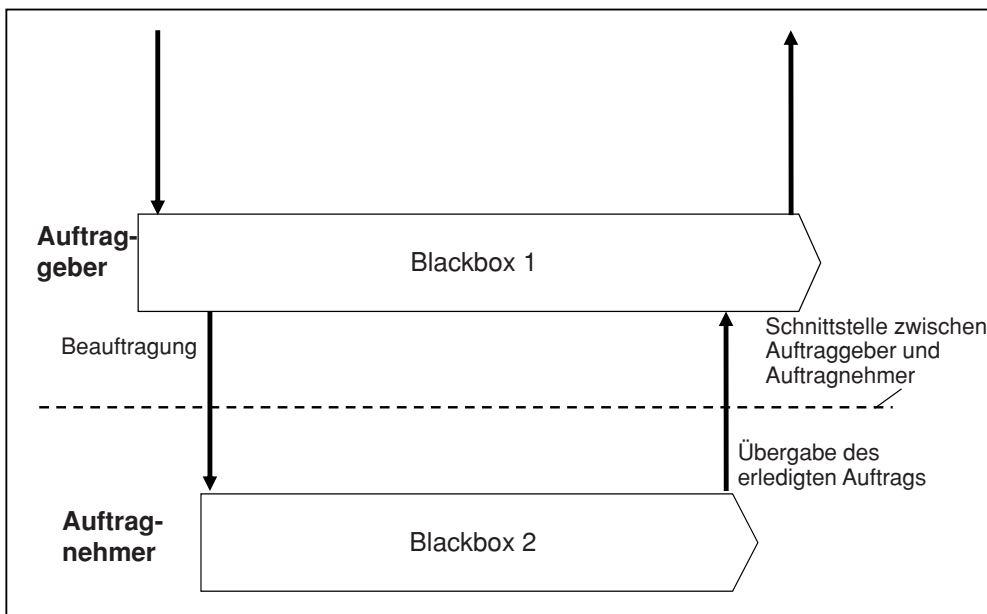 Auftrag-
geber
Blackbox 1
Beauftragung
Schnittstelle zwischen
Auftraggeber und
Auftragnehmer
Übergabe des
erledigten Auftrags
Auftrag-
nehmer
Blackbox 2